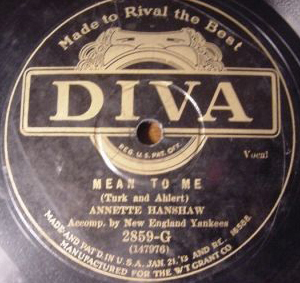 Made to Rival the Best
DIVA
REG. U.S. PAT. OFF.
Vocal
MEAN TO ME
(Turk and Ahlert)
ANNETTE HANSHAW
Accomp. by New England Yankees
2859-G
(147976)
MADE AND PAT'D IN U.S.A., JAN. 21, '13 AND RE. 16588.
MANUFACTURED FOR THE W.T GRANT CO